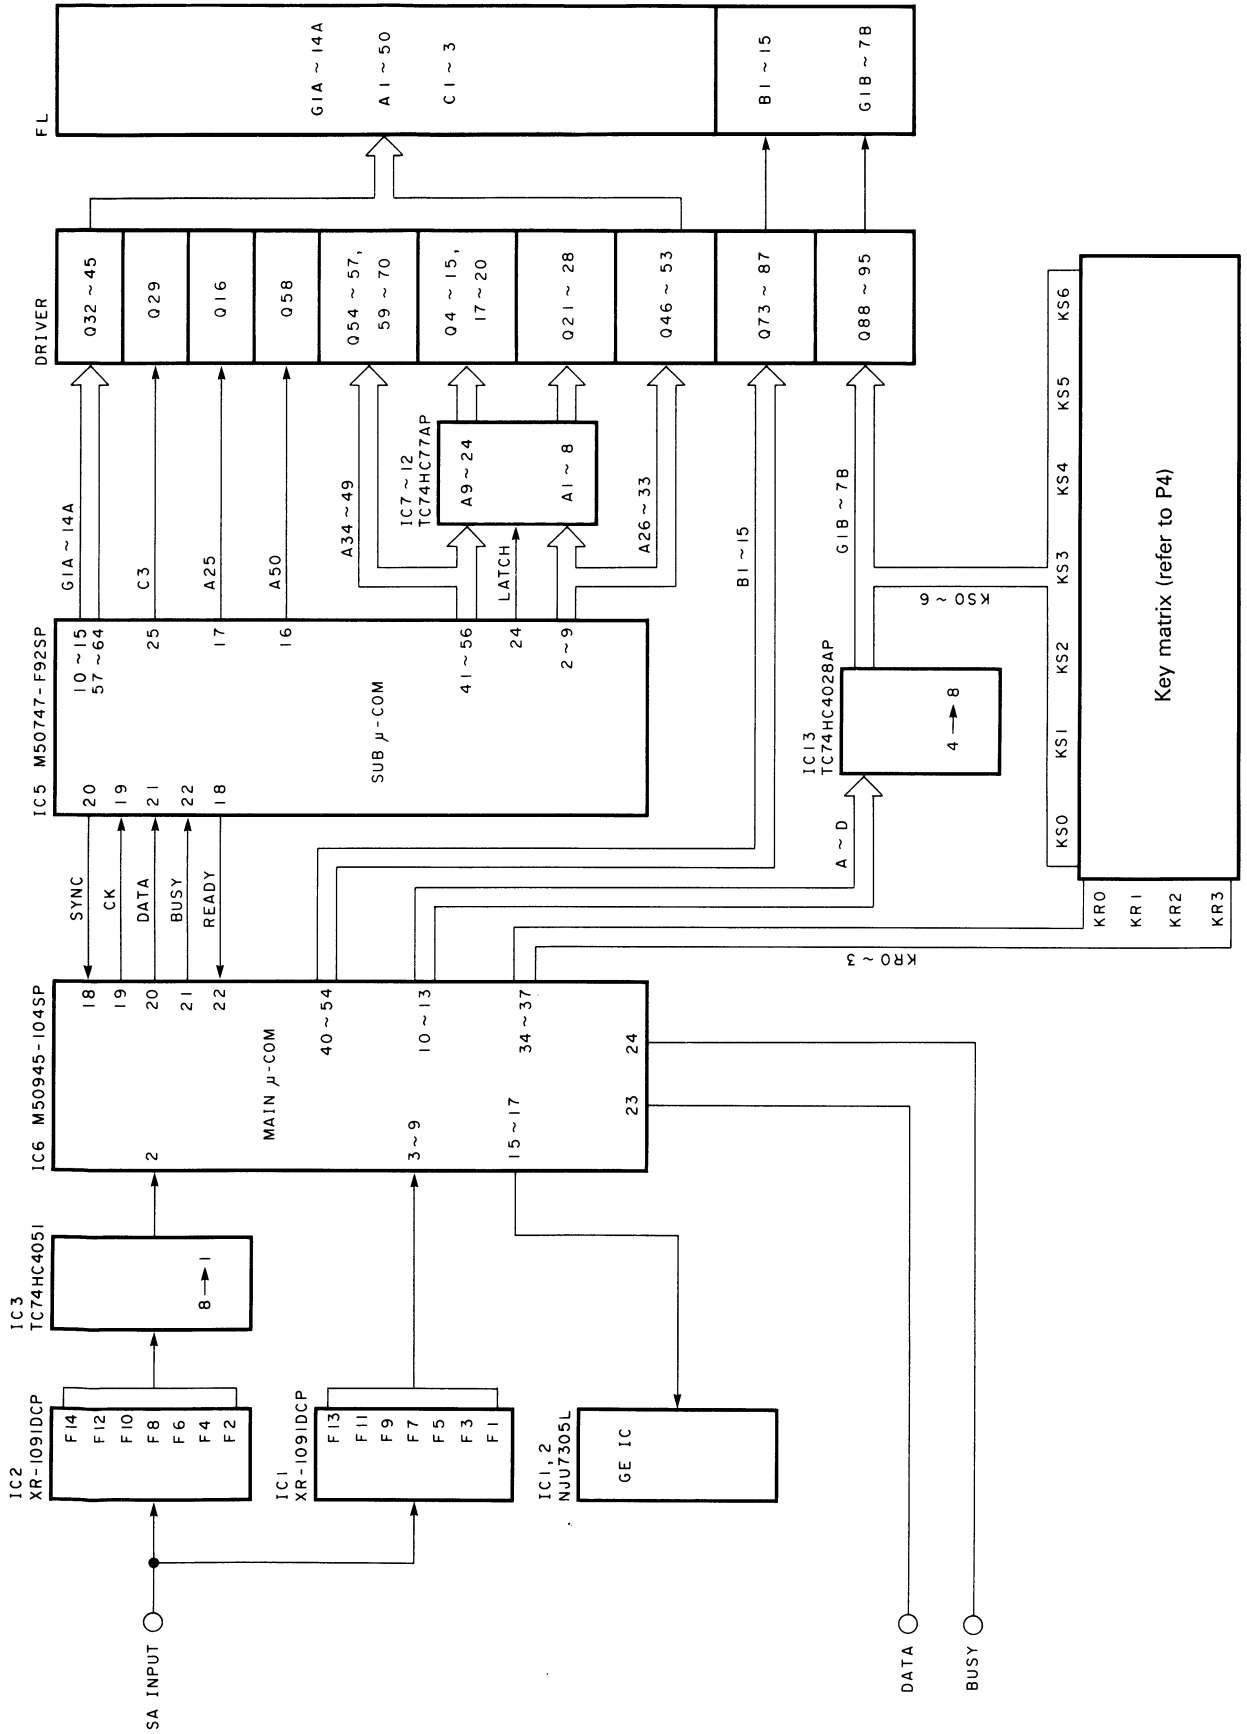 SA INPUT
DATA
BUSY
IC2
XR-1091DCP
F14
F12
F10
F8
F6
F4
F2
IC1
XR-1091DCP
F13
F11
F9
F7
F5
F3
F1
IC1, 2
NJU7305L
GE IC
IC3
TC74HC4051
8 → 1
IC6 M50945-104SP
MAIN μ-COM
2
3~9
15~17
23
24
18
19
20
21
22
40~54
10~13
34~37
SYNC
CK
DATA
BUSY
READY
IC5 M50747-F92SP
SUB μ-COM
20
19
21
22
18
10~15
57~64
25
17
16
41~56
24
2~9
G1A~14A
C3
A25
A50
A34~49
LATCH
A26~33
B1~15
G1B~7B
IC7~12
TC74HC77AP
A9~24
A1~8
A~D
IC13
TC74HC4028AP
4 → 8
KS0~6
KR0~3
DRIVER
Q32~45
Q29
Q16
Q58
Q54~57,
59~70
Q4~15,
17~20
Q21~28
Q46~53
Q73~87
Q88~95
FL
G1A~14A
A1~50
C1~3
B1~15
G1B~7B
KR0
KR1
KR2
KR3
KS0
KS1
KS2
KS3
KS4
KS5
KS6
Key matrix (refer to P4)